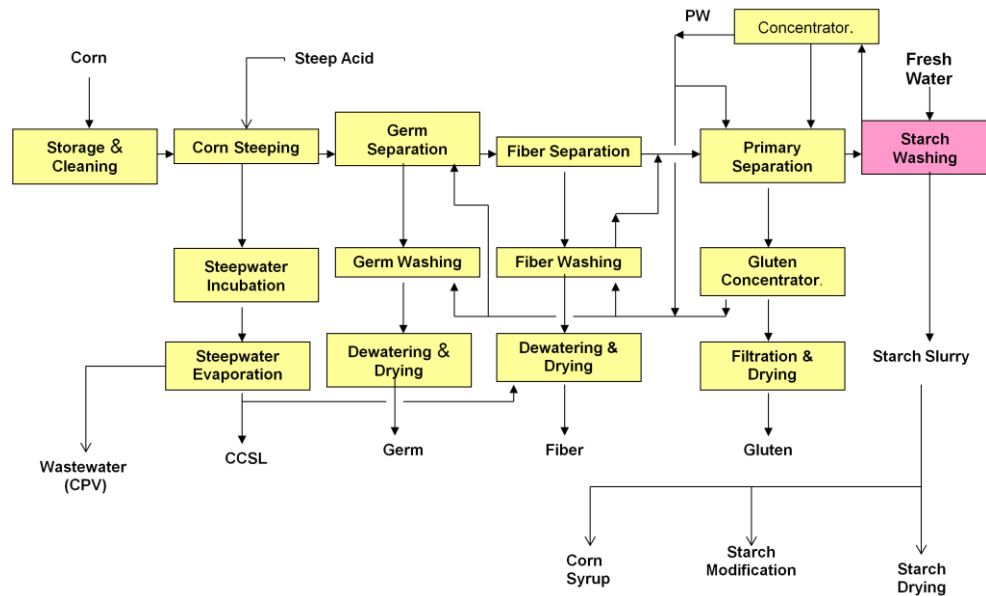 PW
Concentrator.
Corn
Steep Acid
Fresh
Water
Storage &
Cleaning
Corn Steeping
Germ
Separation
Fiber Separation
Primary
Separation
Starch
Washing
Steepwater
Incubation
Germ Washing
Fiber Washing
Gluten
Concentrator.
Steepwater
Evaporation
Dewatering &
Drying
Dewatering &
Drying
Filtration &
Drying
Starch Slurry
Wastewater
(CPV)
CCSL
Germ
Fiber
Gluten
Corn
Syrup
Starch
Modification
Starch
Drying